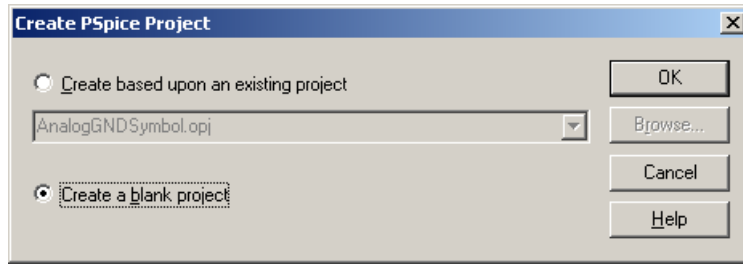 Create PSpice Project
Create based upon an existing project
OK
AnalogGNDSymbol.opj
Browse...
Create a blank project
Cancel
Help